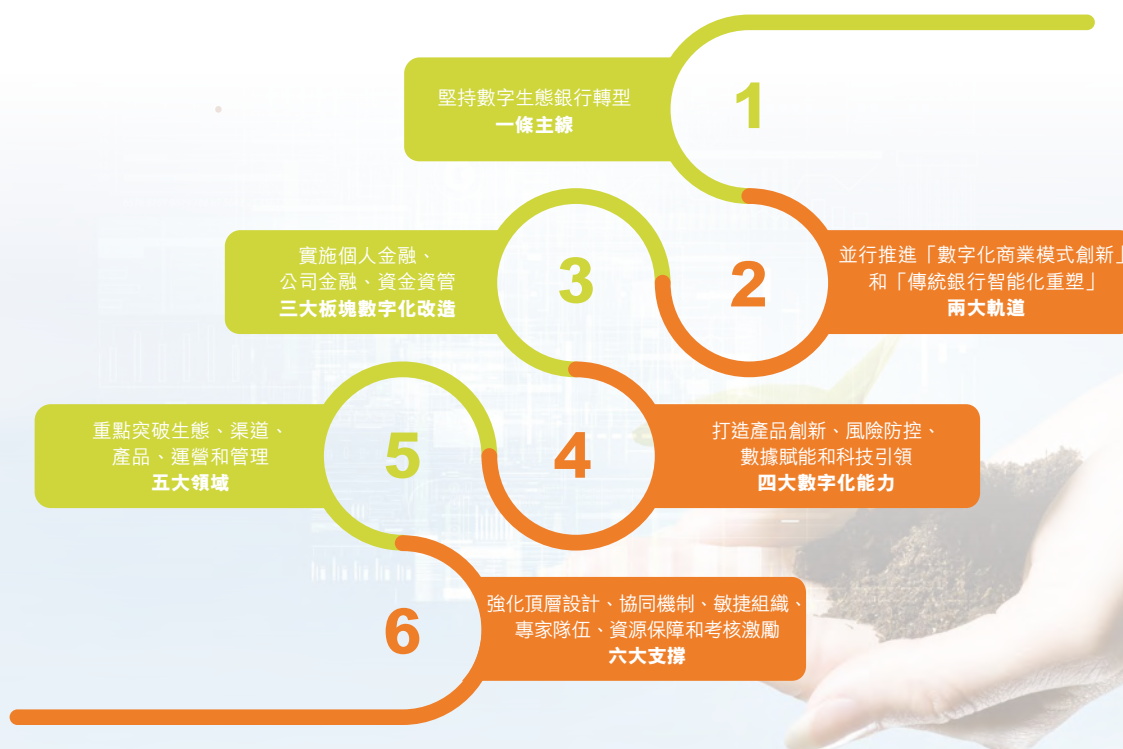 堅持數字生態銀行轉型
一條主線
1
並行推進「數字化商業模式創新」
和「傳統銀行智能化重塑」
兩大軌道
2
實施個人金融、
公司金融、資金資管
三大板塊數字化改造
3
打造產品創新、風險防控、
數據賦能和科技引領
四大數字化能力
4
重點突破生態、渠道、
產品、運營和管理
五大領域
5
強化頂層設計、協同機制、敏捷組織、
專家隊伍、資源保障和考核激勵
六大支撐
6